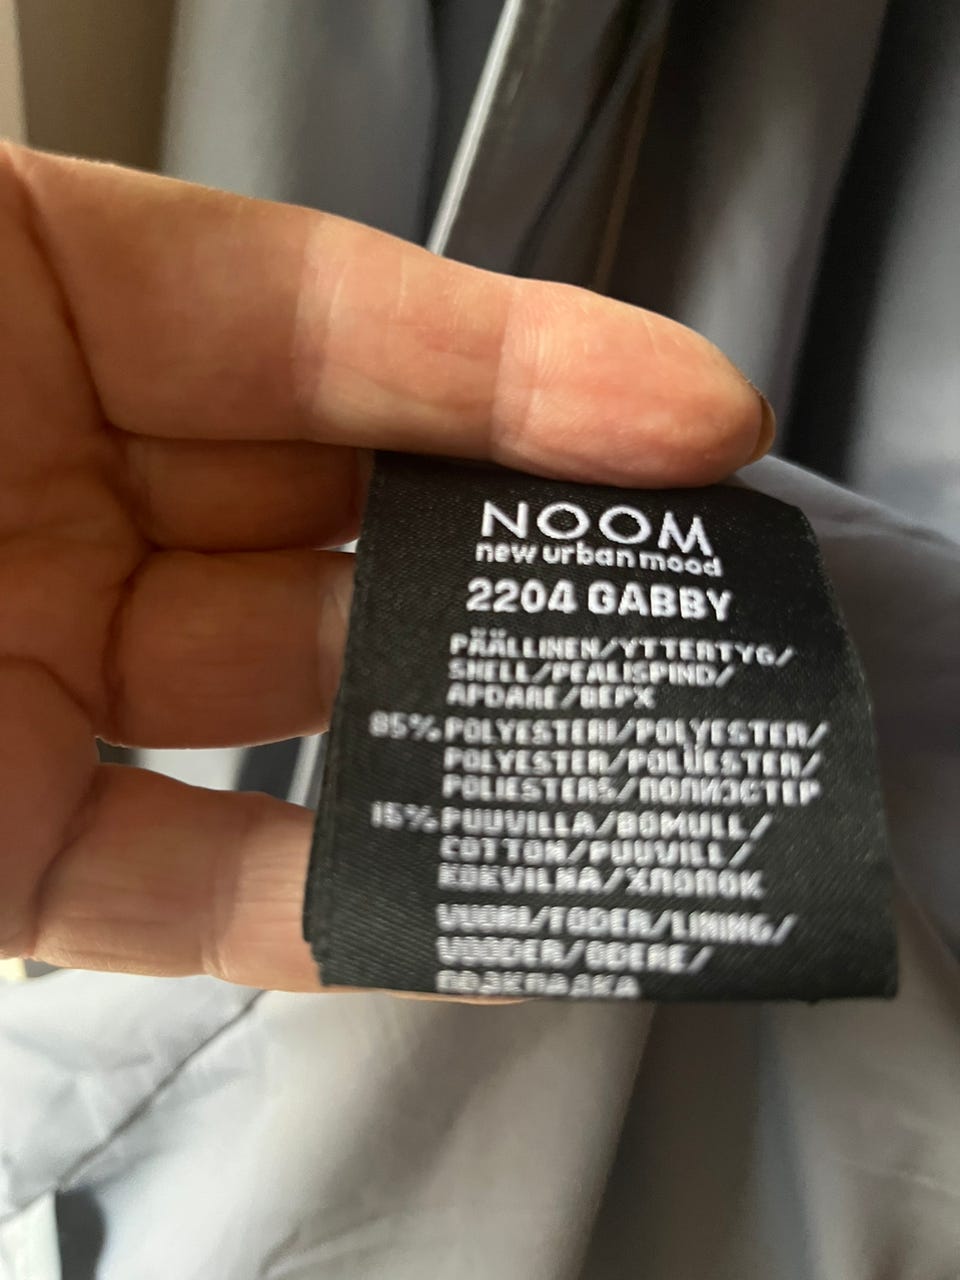 NOOM
new urban mood
2204 GABBY
PÄÄLLINEN/YTTERTYG/
SHELL/PEALISPIND/
APDARE/ВЕРХ
85% POLYESTERI/POLYESTER/
POLYESTER/POLÜESTER/
POLIESTERS/ПОЛИЭСТЕР
15% PUUVILLA/BOMULL/
COTTON/PUUVILL/
KOKVILNA/ХЛОПОК
VUORI/FODER/LINING/
VOODER/ODERE/
ПОДКЛАДКА